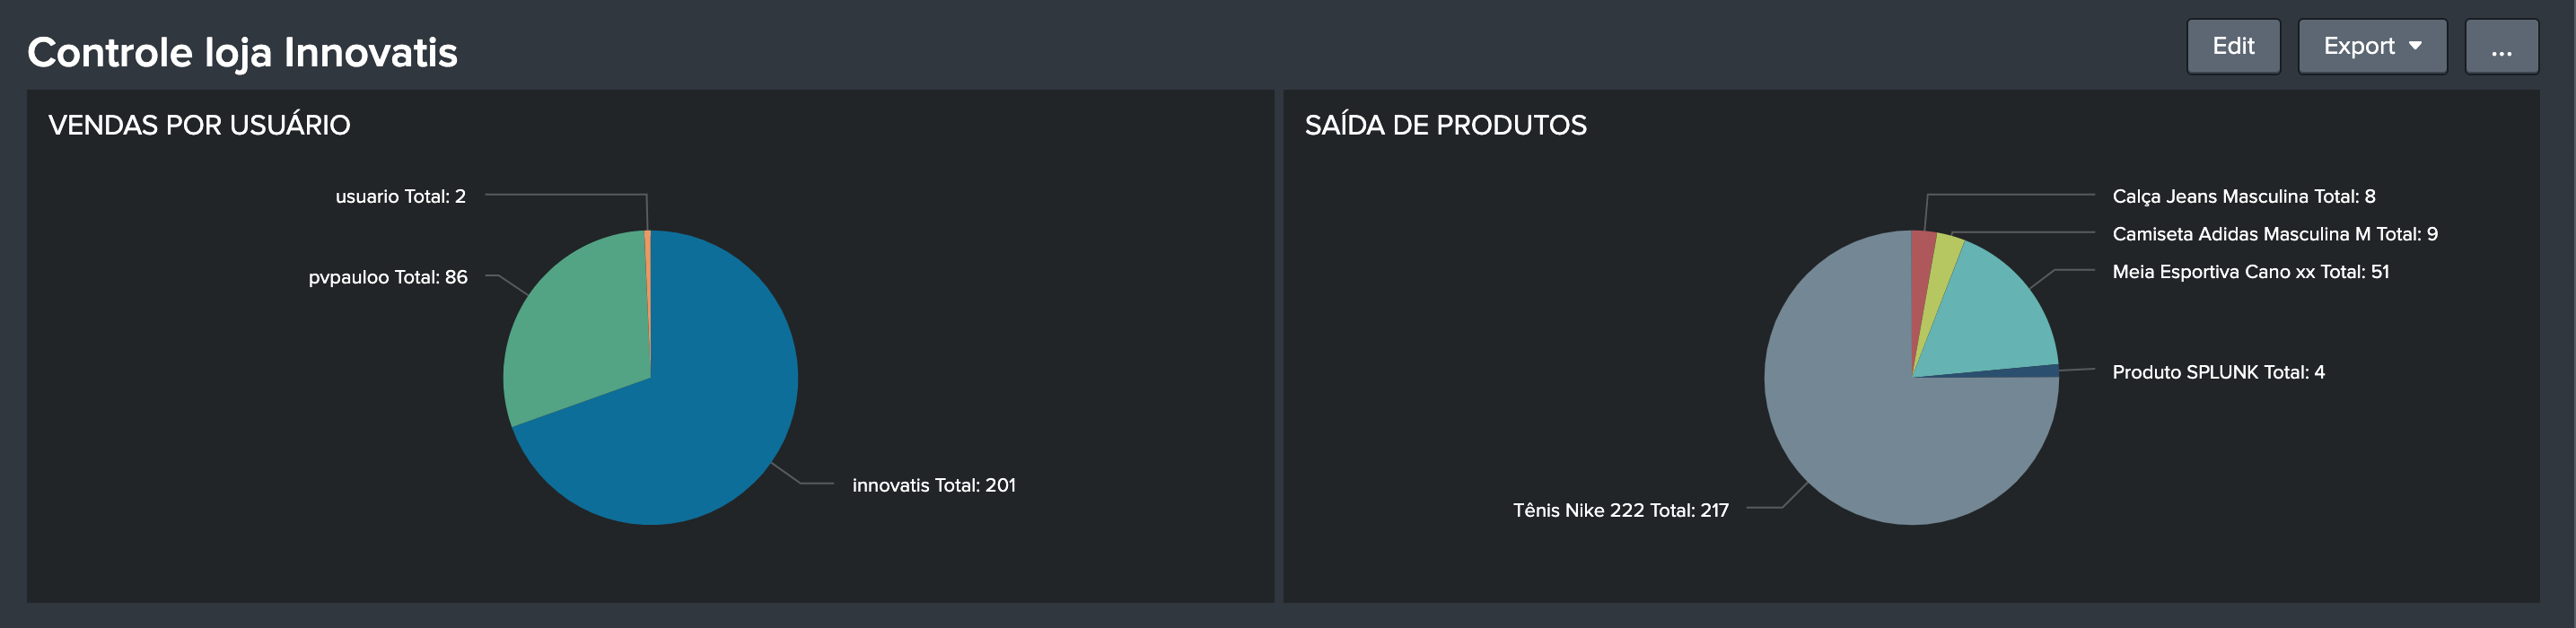 Controle loja Innovatis
Edit
Export
...
VENDAS POR USUÁRIO
usuario Total: 2
pvpauloo Total: 86
innovatis Total: 201
SAÍDA DE PRODUTOS
Calça Jeans Masculina Total: 8
Camiseta Adidas Masculina M Total: 9
Meia Esportiva Cano xx Total: 51
Produto SPLUNK Total: 4
Tênis Nike 222 Total: 217